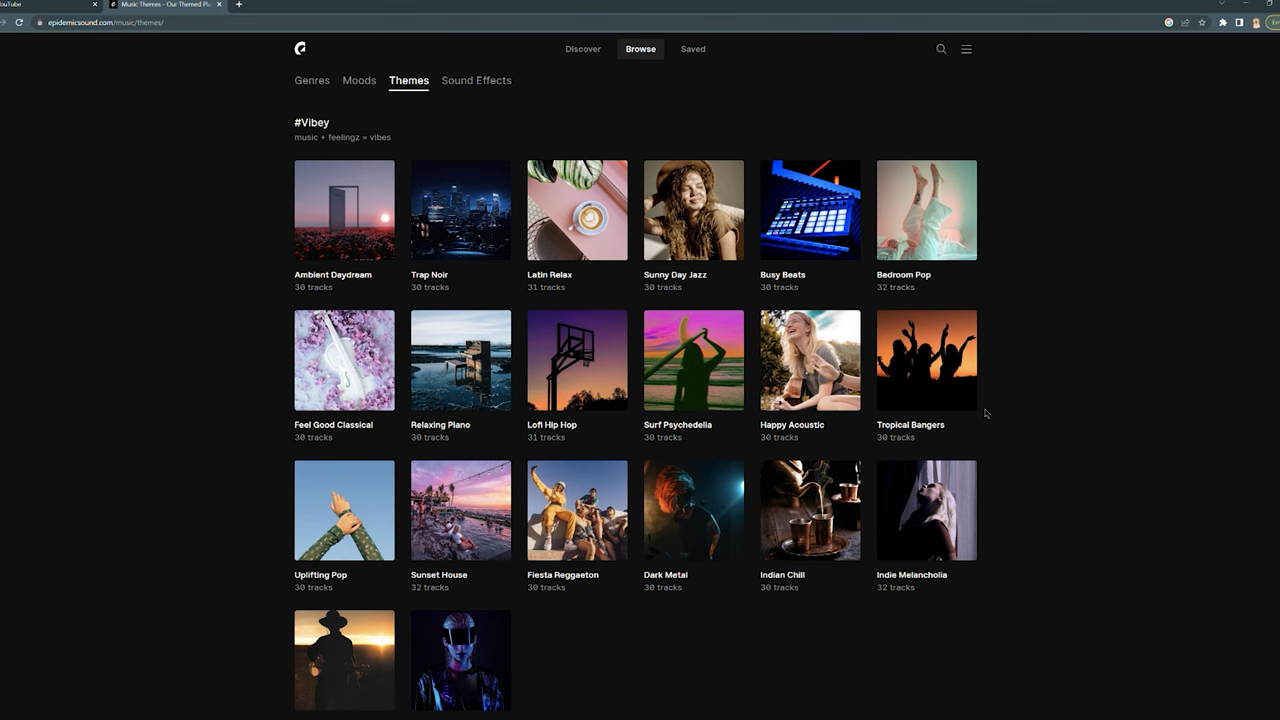 YouTube
Music Themes - Our Themed Pl
epidemicsound.com/music/themes/
Discover
Browse
Saved
Genres
Moods
Themes
Sound Effects
#Vibey
music + feelingz = vibes
Ambient Daydream
30 tracks
Trap Noir
30 tracks
Latin Relax
31 tracks
Sunny Day Jazz
30 tracks
Busy Beats
30 tracks
Bedroom Pop
32 tracks
Feel Good Classical
30 tracks
Relaxing Piano
30 tracks
Lofi Hip Hop
31 tracks
Surf Psychedelia
30 tracks
Happy Acoustic
30 tracks
Tropical Bangers
30 tracks
Uplifting Pop
30 tracks
Sunset House
32 tracks
Fiesta Reggaeton
30 tracks
Dark Metal
30 tracks
Indian Chill
30 tracks
Indie Melancholia
32 tracks